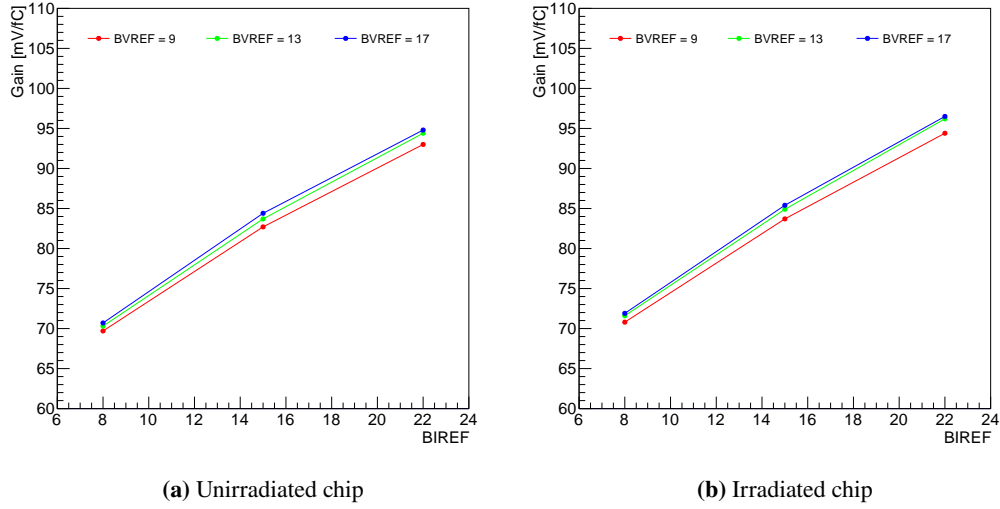 Gain [mV/fC]
110
105
100
95
90
85
80
75
70
65
60
BVREF = 9 BVREF = 13 BVREF = 17
6 8 10 12 14 16 18 20 22 24
BIREF
(a) Unirradiated chip
Gain [mV/fC]
110
105
100
95
90
85
80
75
70
65
60
BVREF = 9 BVREF = 13 BVREF = 17
6 8 10 12 14 16 18 20 22 24
BIREF
(b) Irradiated chip